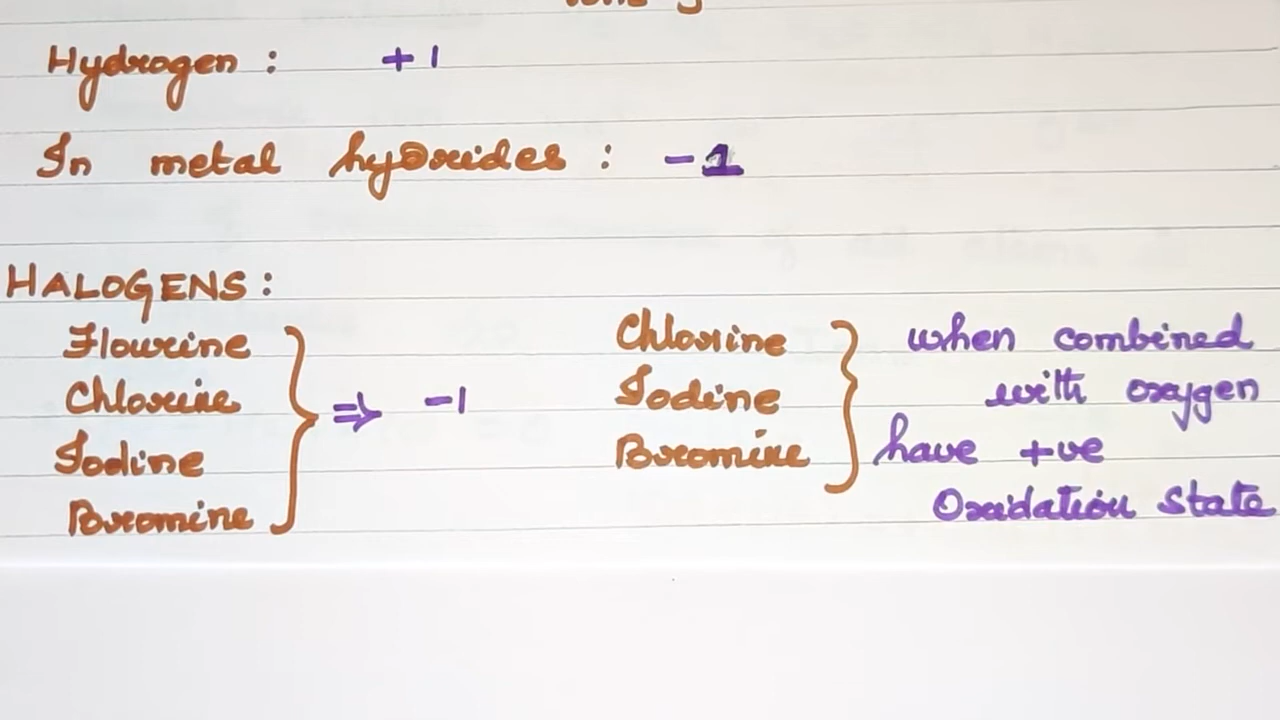 Hydrogen : +1
In metal hydrides : -1
HALOGENS :
Flourine
Chlorine
Iodine
Bromine
⇒ -1
Chlorine
Iodine
Bromine
when combined
with oxygen
have +ve
Oxidation State